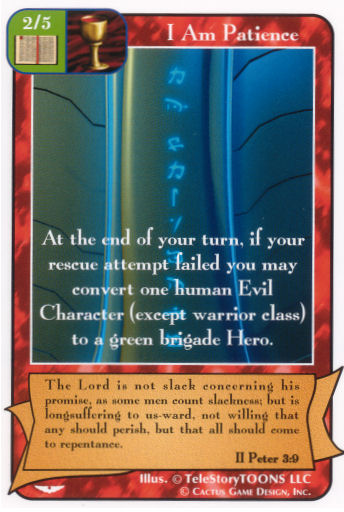 2/5
I Am Patience
At the end of your turn, if your
rescue attempt failed you may
convert one human Evil
Character (except warrior class)
to a green brigade Hero.
The Lord is not slack concerning his
promise, as some men count slackness; but is
longsuffering to us-ward, not willing that
any should perish, but that all should come
to repentance.
II Peter 3:9
Illus. © TeleStoryTOONS LLC
© Cactus Game Design, Inc.